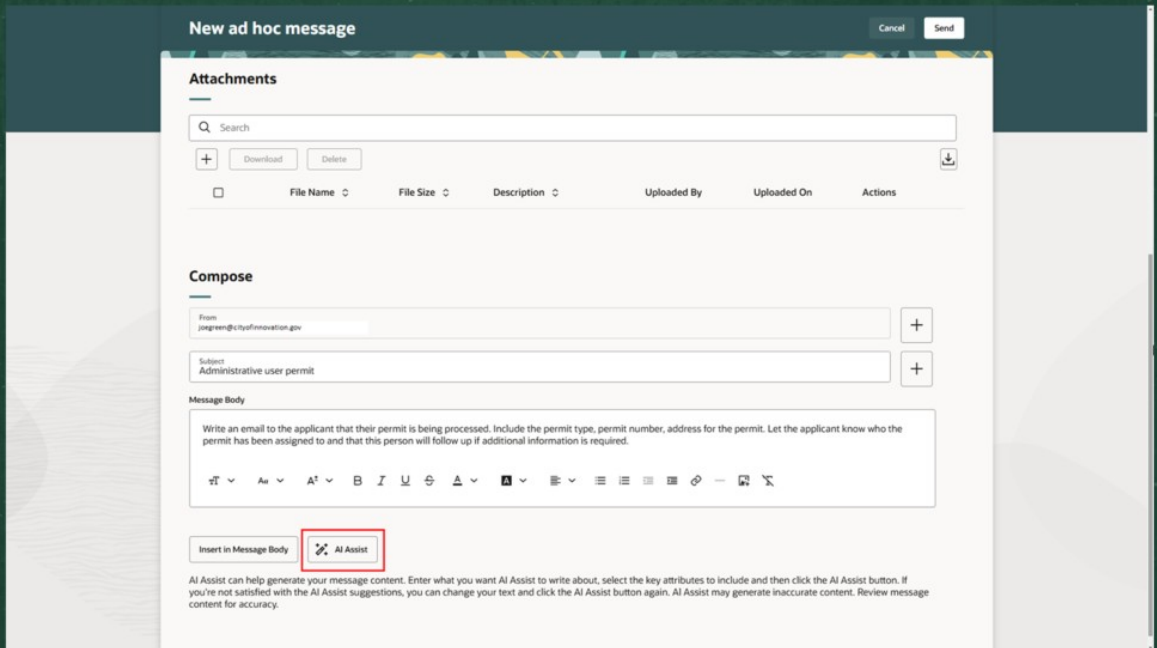 New ad hoc message
Cancel
Send
Attachments
Search
Download
Delete
File Name
File Size
Description
Uploaded By
Uploaded On
Actions
Compose
From
joegreen@cityofinnovation.gov
Subject
Administrative user permit
Message Body
Write an email to the applicant that their permit is being processed. Include the permit type, permit number, address for the permit. Let the applicant know who the
permit has been assigned to and that this person will follow up if additional information is required.
Insert in Message Body
AI Assist
AI Assist can help generate your message content. Enter what you want AI Assist to write about, select the key attributes to include and then click the AI Assist button. If
you're not satisfied with the AI Assist suggestions, you can change your text and click the AI Assist button again. AI Assist may generate inaccurate content. Review message
content for accuracy.